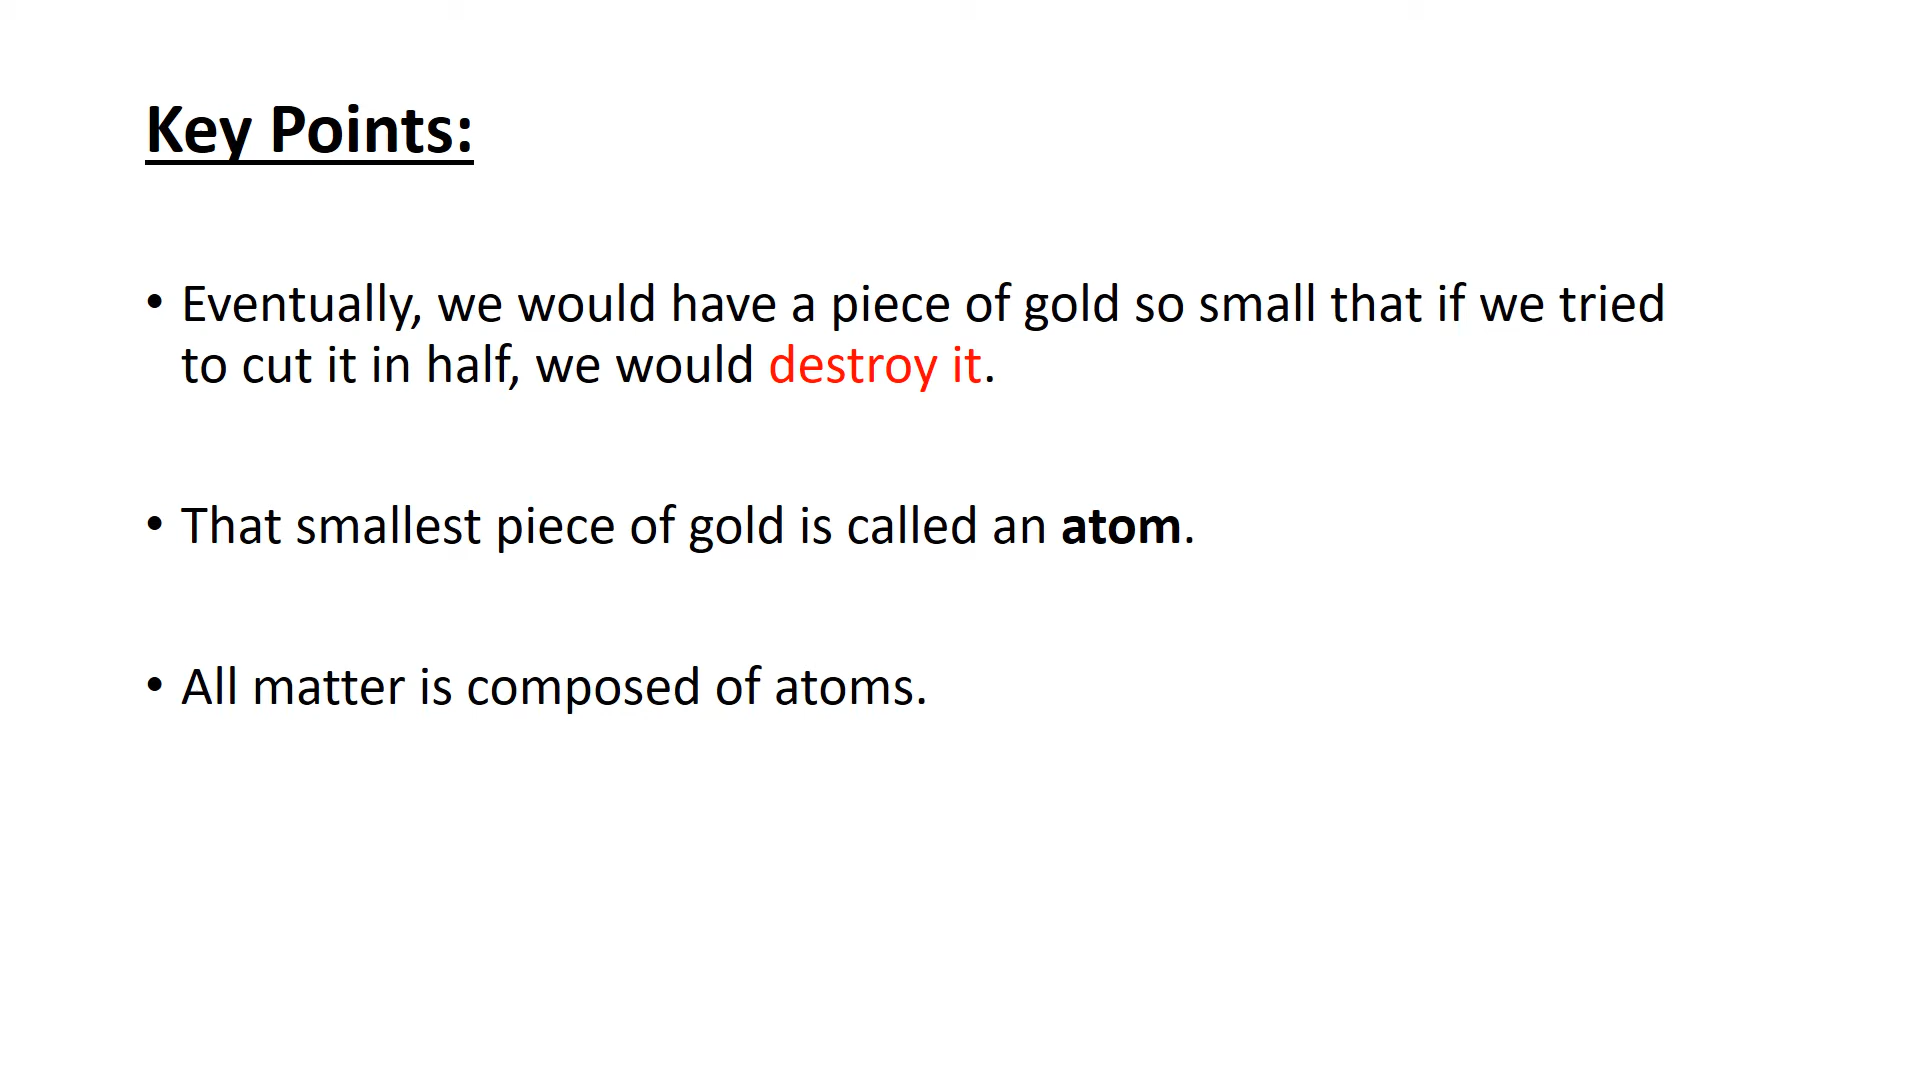 Key Points:
• Eventually, we would have a piece of gold so small that if we tried
to cut it in half, we would destroy it.
• That smallest piece of gold is called an atom.
• All matter is composed of atoms.